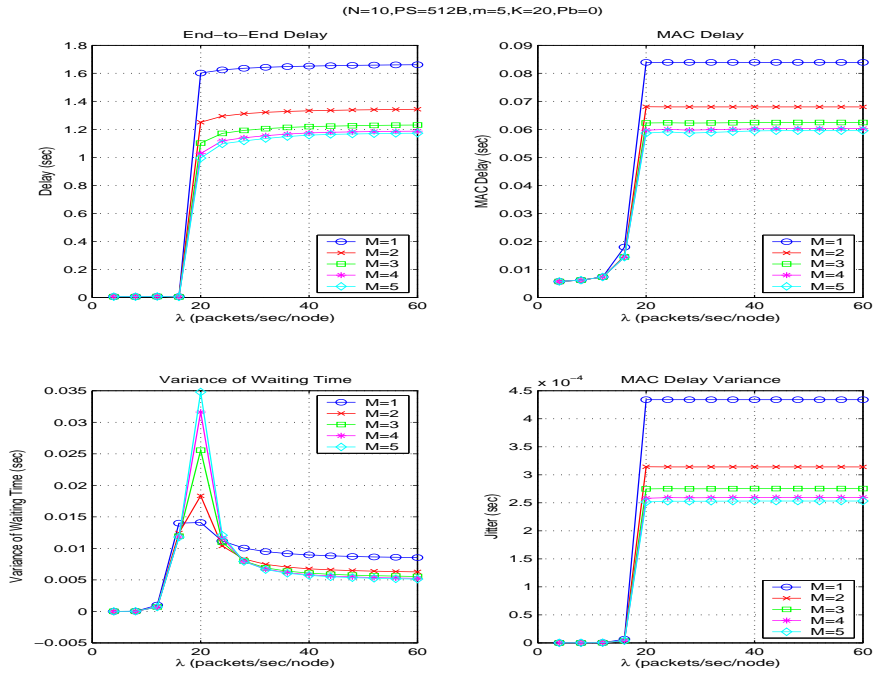 (N=10,PS=512B,m=5,K=20,Pb=0)
End−to−End Delay
1.8
1.6
1.4
1.2
1
0.8
0.6
0.4
0.2
0
0
20
40
60
Delay (sec)
λ (packets/sec/node)
M=1
M=2
M=3
M=4
M=5
MAC Delay
0.09
0.08
0.07
0.06
0.05
0.04
0.03
0.02
0.01
0
0
20
40
60
MAC Delay (sec)
λ (packets/sec/node)
M=1
M=2
M=3
M=4
M=5
Variance of Waiting Time
0.035
0.03
0.025
0.02
0.015
0.01
0.005
0
−0.005
0
20
40
60
Variance of Waiting Time (sec)
λ (packets/sec/node)
M=1
M=2
M=3
M=4
M=5
MAC Delay Variance
x 10⁻⁴
4.5
4
3.5
3
2.5
2
1.5
1
0.5
0
0
20
40
60
Jitter (sec)
λ (packets/sec/node)
M=1
M=2
M=3
M=4
M=5